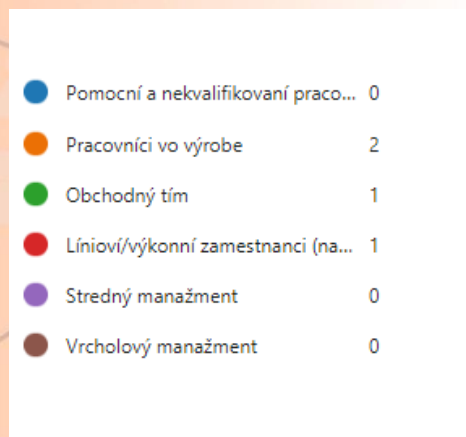 Pomocní a nekvalifikovaní praco... 0
Pracovníci vo výrobe 2
Obchodný tím 1
Línioví/výkonní zamestnanci (na... 1
Stredný manažment 0
Vrcholový manažment 0